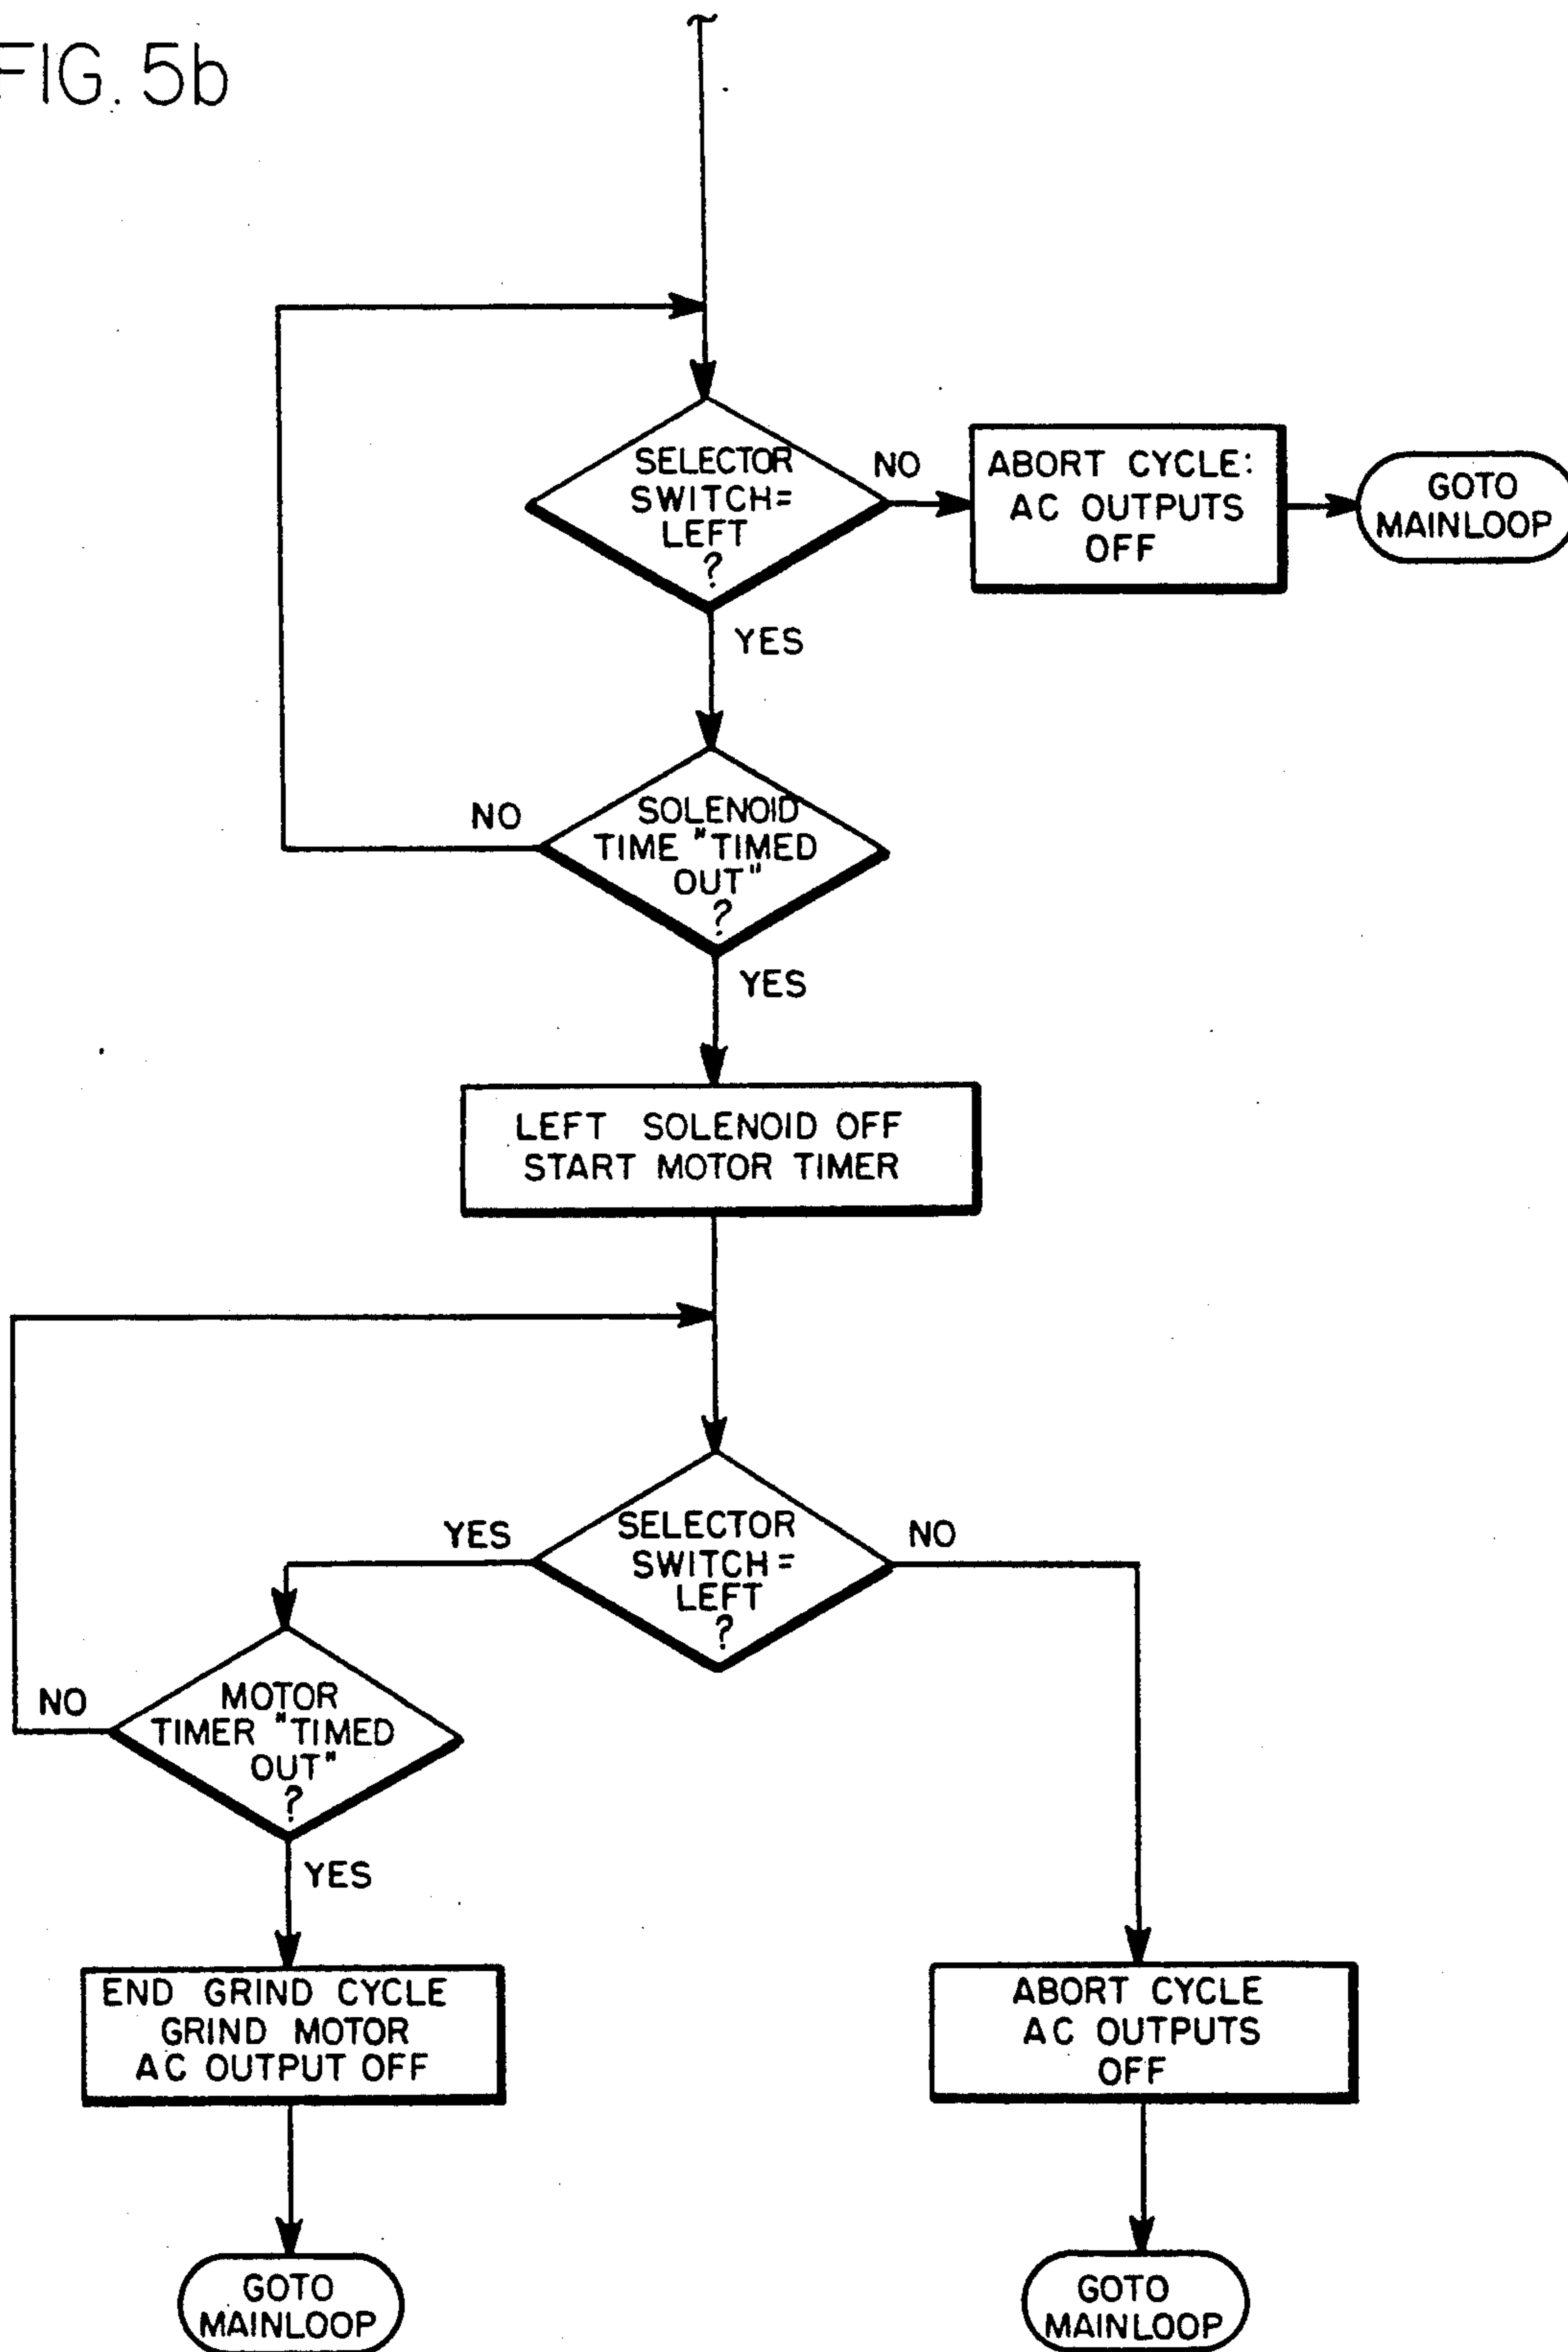 FIG. 5b
SELECTOR
SWITCH=
LEFT
?
NO
ABORT CYCLE:
AC OUTPUTS
OFF
GOTO
MAINLOOP
YES
SOLENOID
TIME "TIMED
OUT"
?
NO
YES
LEFT SOLENOID OFF
START MOTOR TIMER
SELECTOR
SWITCH=
LEFT
?
YES
NO
MOTOR
TIMER "TIMED
OUT"
?
NO
YES
END GRIND CYCLE
GRIND MOTOR
AC OUTPUT OFF
ABORT CYCLE
AC OUTPUTS
OFF
GOTO
MAINLOOP
GOTO
MAINLOOP